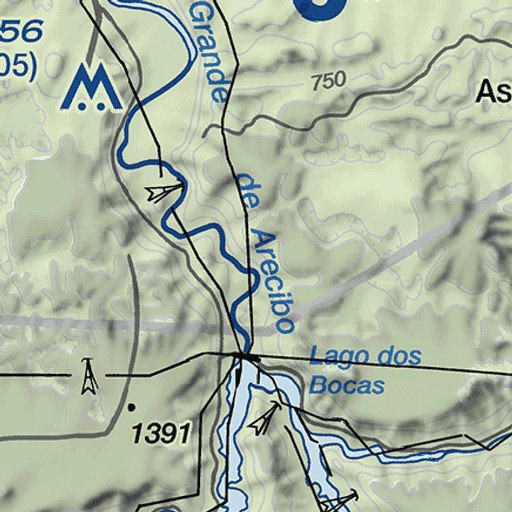 56
05)
Grande
750
As
de Arecibo
Lago dos
Bocas
1391